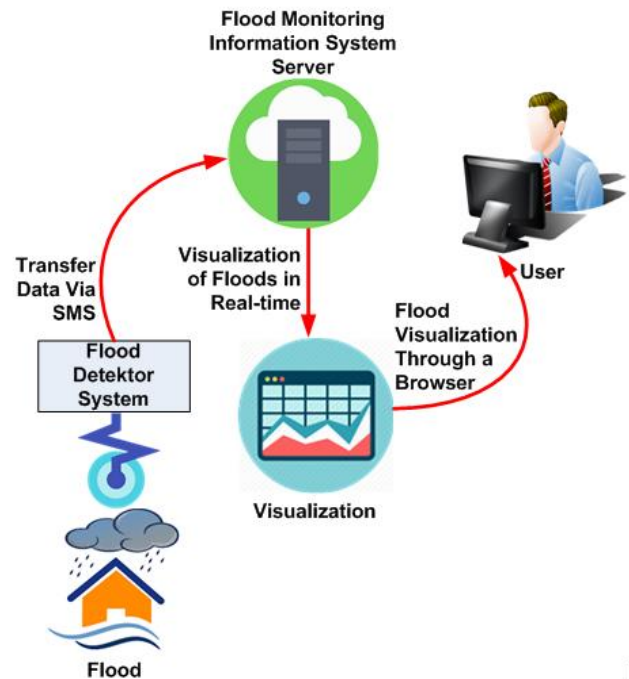 Flood Monitoring
Information System
Server
Transfer
Data Via
SMS
Visualization
of Floods in
Real-time
User
Flood
Visualization
Through a
Browser
Flood
Detektor
System
Visualization
Flood